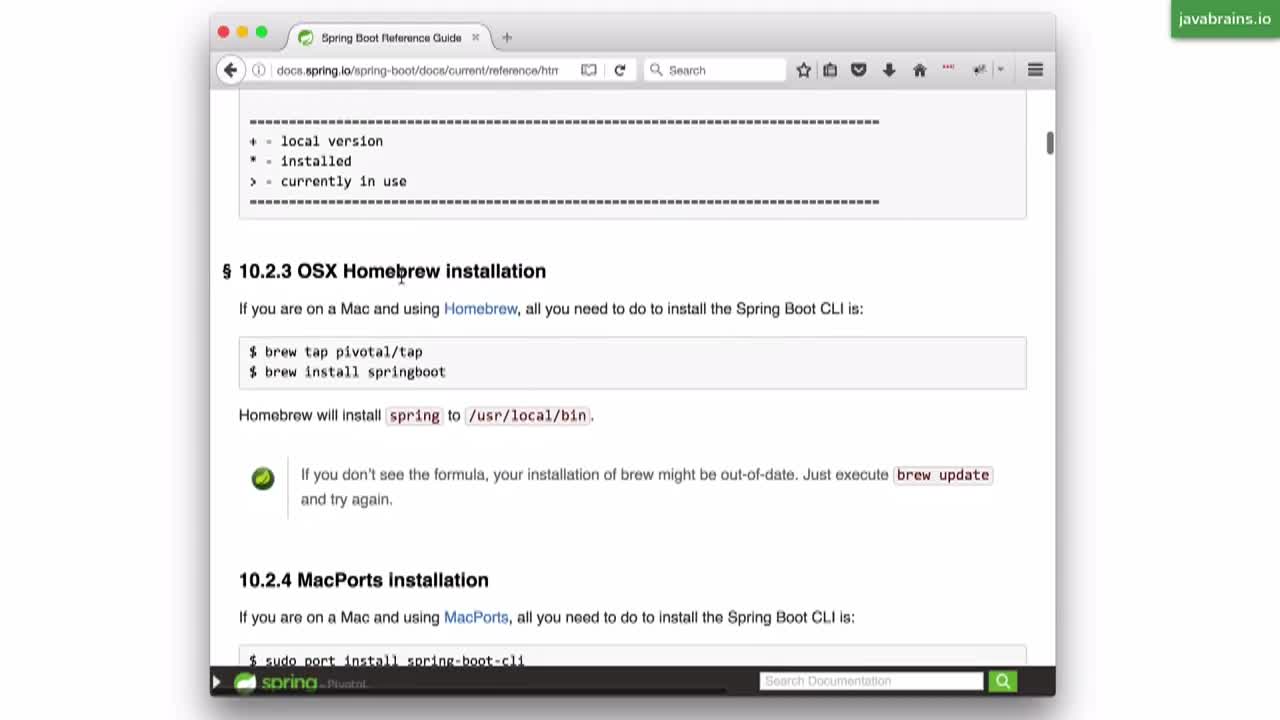 javabrains.io
Spring Boot Reference Guide
docs.spring.io/spring-boot/docs/current/reference/htm
Search
================================================================================
+ - local version
* - installed
> - currently in use
================================================================================
§ 10.2.3 OSX Homebrew installation
If you are on a Mac and using Homebrew, all you need to do to install the Spring Boot CLI is:
$ brew tap pivotal/tap
$ brew install springboot
Homebrew will install spring to /usr/local/bin.
If you don't see the formula, your installation of brew might be out-of-date. Just execute brew update
and try again.
10.2.4 MacPorts installation
If you are on a Mac and using MacPorts, all you need to do to install the Spring Boot CLI is:
$ sudo port install spring-boot-cli
spring by Pivotal.
Search Documentation